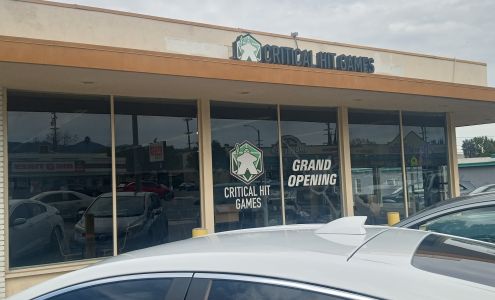 CRITICAL HIT GAMES
CRITICAL HIT
GAMES
GRAND
OPENING